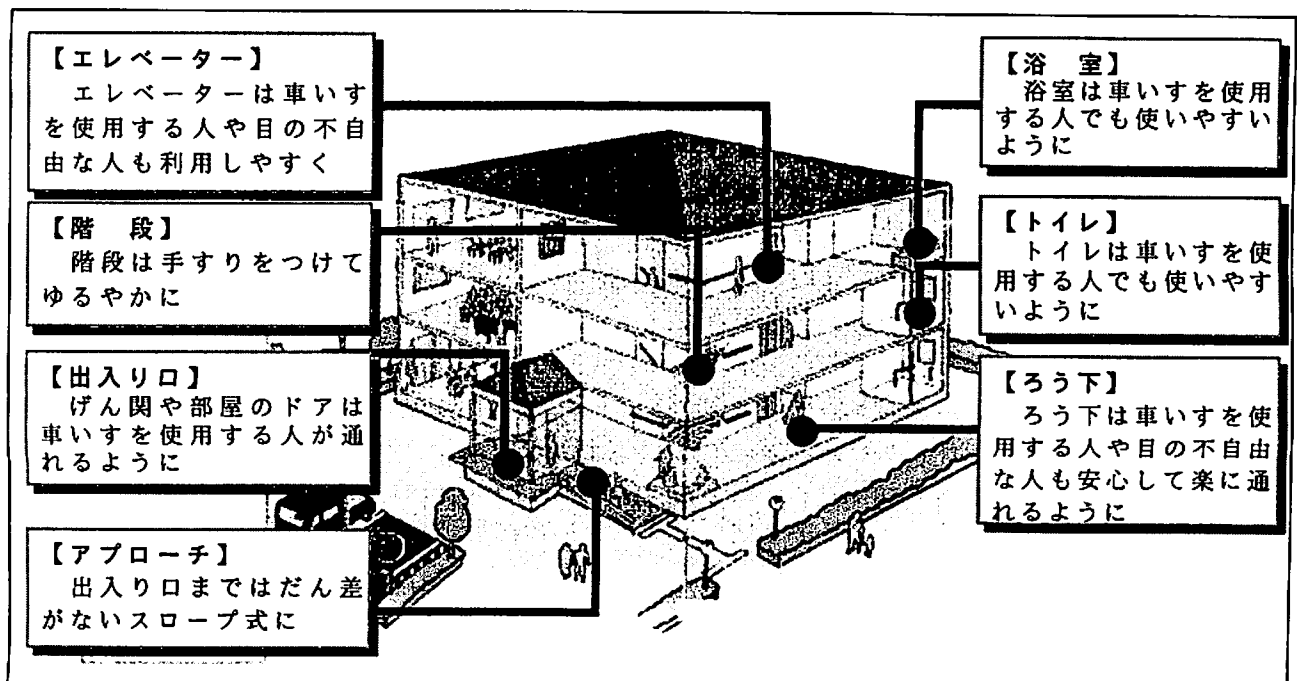 【エレベーター】
エレベーターは車いす
を使用する人や目の不自
由な人も利用しやすく
【階　段】
階段は手すりをつけて
ゆるやかに
【出入り口】
げん関や部屋のドアは
車いすを使用する人が通
れるように
【アプローチ】
出入り口まではだん差
がないスロープ式に
【浴　室】
浴室は車いすを使用
する人でも使いやすい
ように
【トイレ】
トイレは車いすを使
用する人でも使いやす
いように
【ろう下】
ろう下は車いすを使
用する人や目の不自由
な人も安心して楽に通
れるように